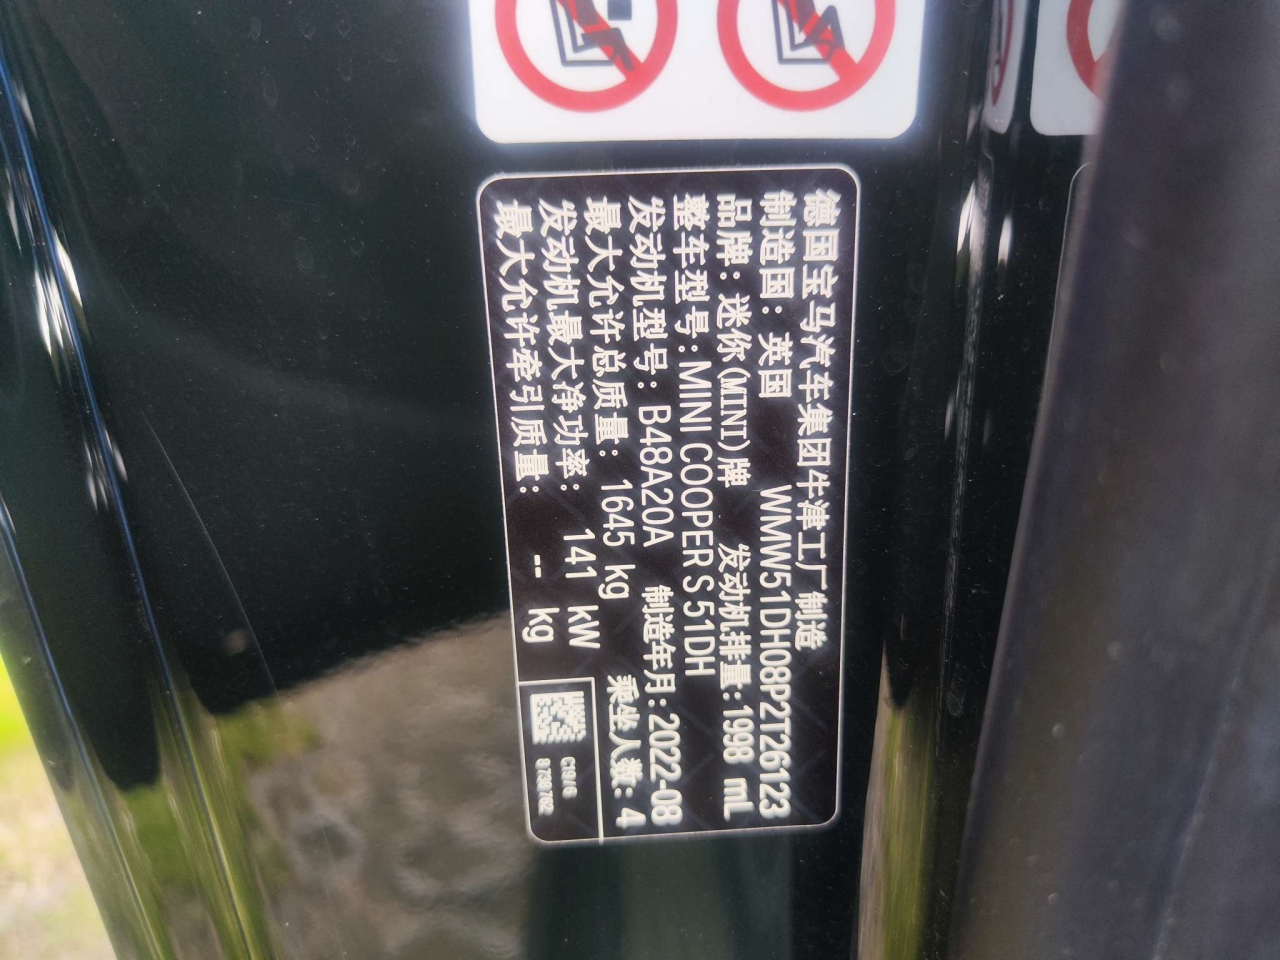 德国宝马汽车集团牛津工厂制造
制造国：英国 WMW51DH08P2T26123
品牌：迷你(MINI)牌 发动机排量:1998 mL
整车型号:MINI COOPER S 51DH
发动机型号：B48A20A 制造年月:2022-08
最大允许总质量：1645 kg 乘坐人数：4
发动机最大净功率：141 kW
最大允许牵引质量： -- kg
C19/6
8738762